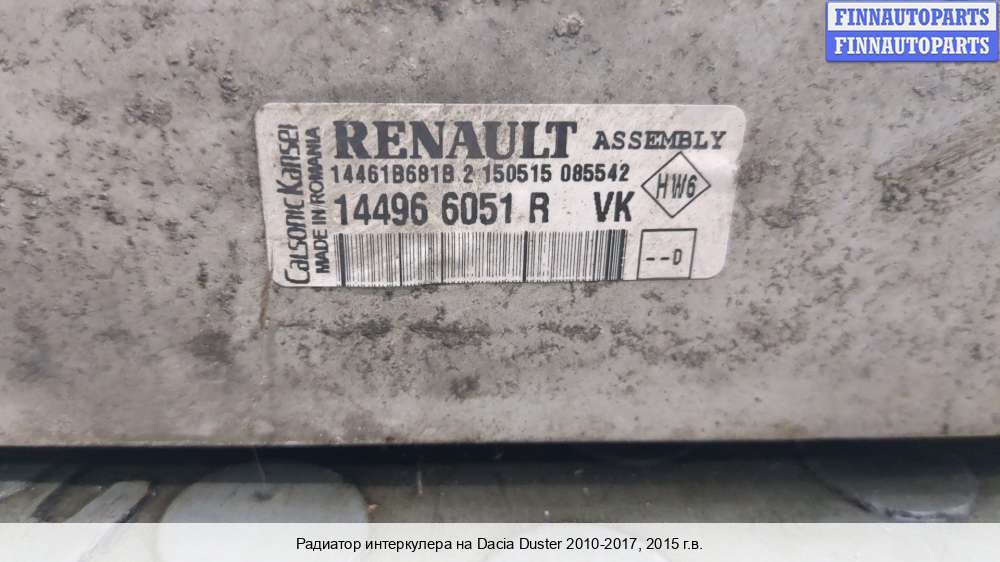 FINNAUTOPARTS
FINNAUTOPARTS
Calsonic Kansei
MADE IN ROMANIA
RENAULT ASSEMBLY
14461B681B.2 150515 085542
14496 6051 R VK
HW6
--D
Радиатор интеркулера на Dacia Duster 2010-2017, 2015 г.в.